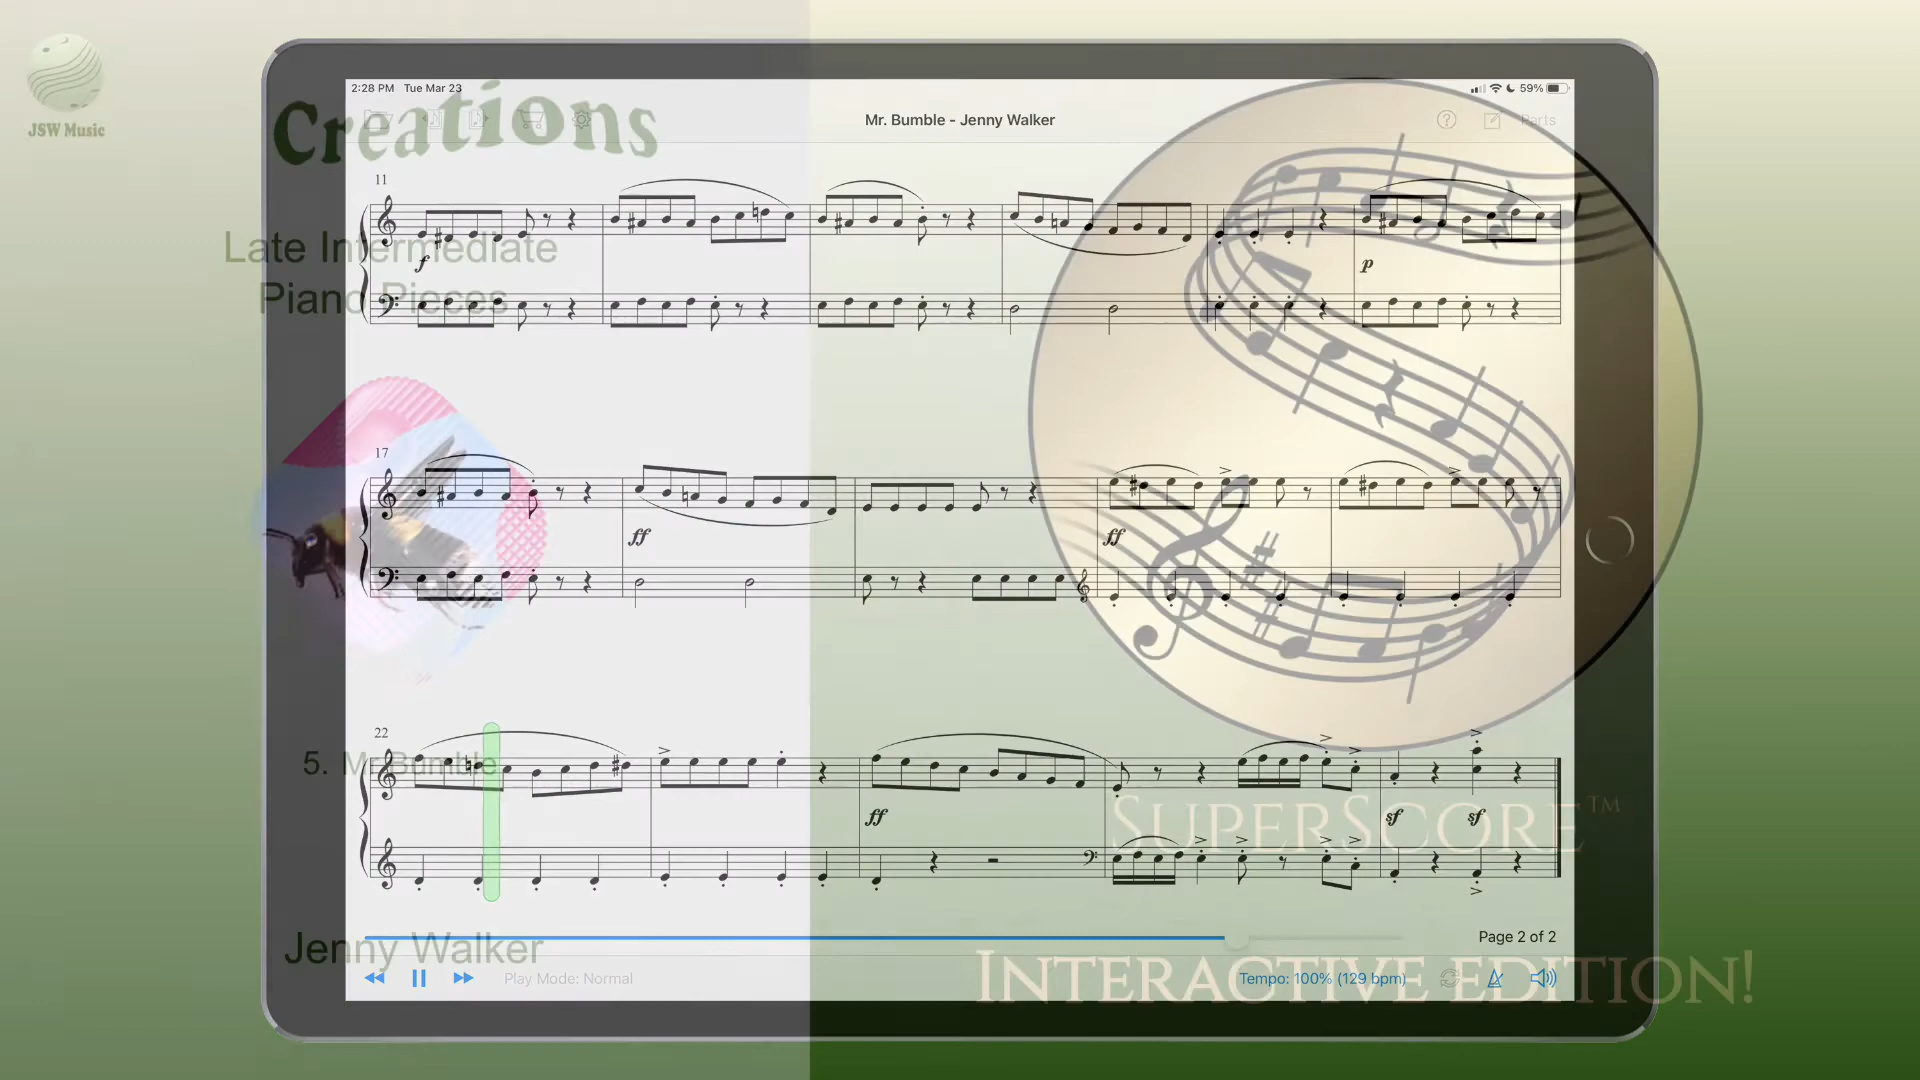 2:28 PM Tue Mar 23
59%
JSW Music
Creations
Mr. Bumble - Jenny Walker
Parts
11
Late Intermediate
Piano Pieces
f
p
17
ff
ff
22
5. Mr Bumble
ff
sf
sf
SUPERSCORE™
Jenny Walker
Page 2 of 2
INTERACTIVE EDITION!
Play Mode: Normal
Tempo: 100% (129 bpm)